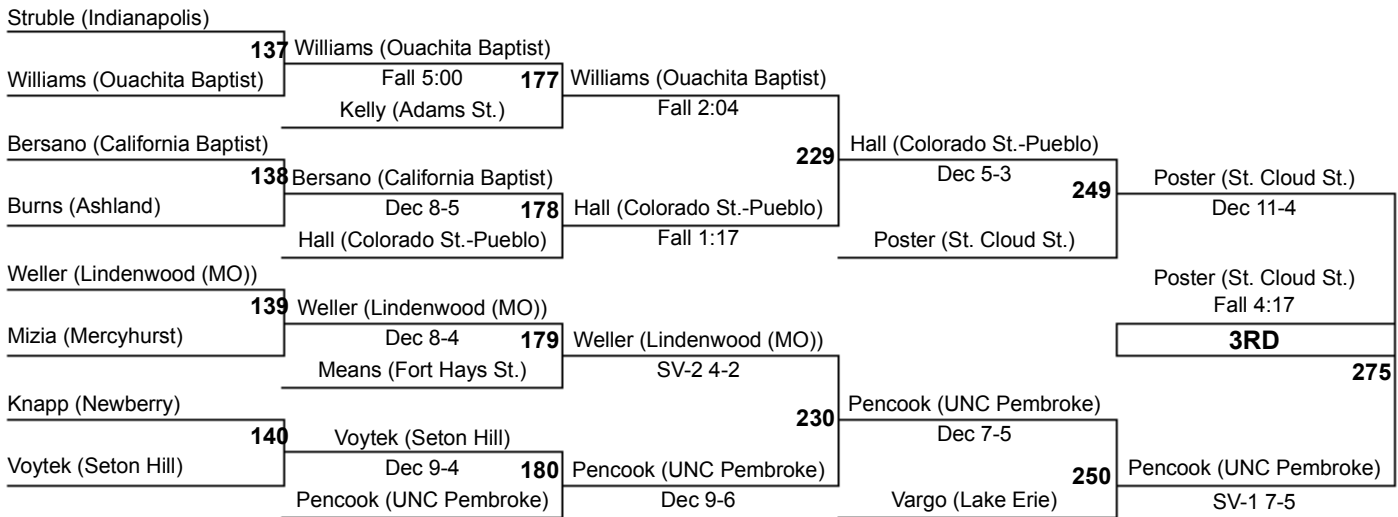 Struble (Indianapolis)
137 Williams (Ouachita Baptist)
Williams (Ouachita Baptist)
Fall 5:00
177 Williams (Ouachita Baptist)
Kelly (Adams St.)
Fall 2:04
Bersano (California Baptist)
229 Hall (Colorado St.-Pueblo)
138 Bersano (California Baptist)
Dec 5-3
249 Poster (St. Cloud St.)
Burns (Ashland)
Dec 8-5
178 Hall (Colorado St.-Pueblo)
Dec 11-4
Hall (Colorado St.-Pueblo)
Fall 1:17
Poster (St. Cloud St.)
Weller (Lindenwood (MO))
Poster (St. Cloud St.)
139 Weller (Lindenwood (MO))
Fall 4:17
Mizia (Mercyhurst)
Dec 8-4
179 Weller (Lindenwood (MO))
3RD
Means (Fort Hays St.)
SV-2 4-2
275
Knapp (Newberry)
230 Pencook (UNC Pembroke)
140 Voytek (Seton Hill)
Dec 7-5
Voytek (Seton Hill)
Dec 9-4
180 Pencook (UNC Pembroke)
250 Pencook (UNC Pembroke)
Pencook (UNC Pembroke)
Dec 9-6
Vargo (Lake Erie)
SV-1 7-5